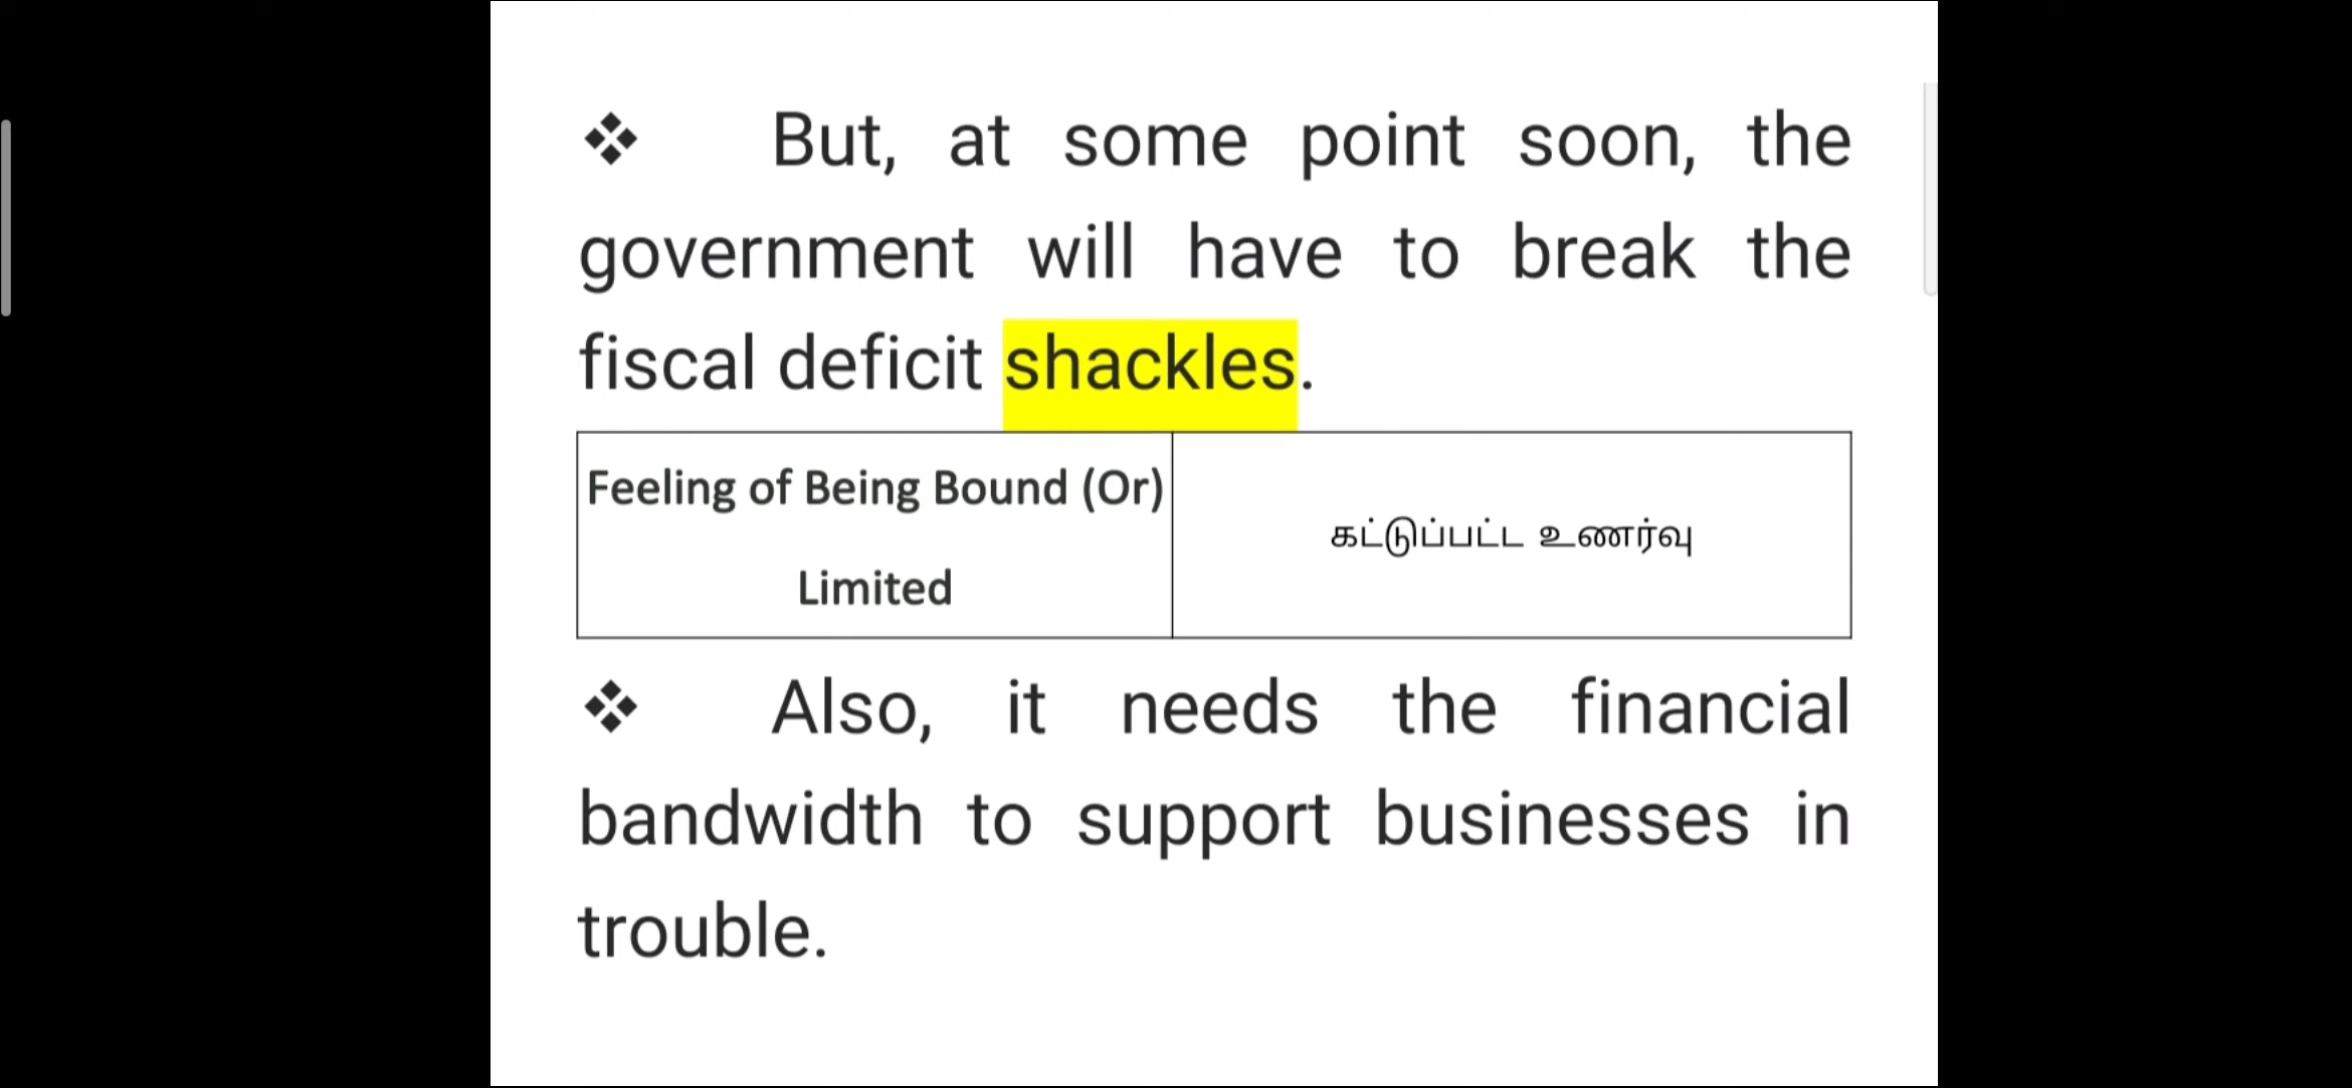 ❖ But, at some point soon, the
government will have to break the
fiscal deficit shackles.
Feeling of Being Bound (Or)
Limited
கட்டுப்பட்ட உணர்வு
❖ Also, it needs the financial
bandwidth to support businesses in
trouble.